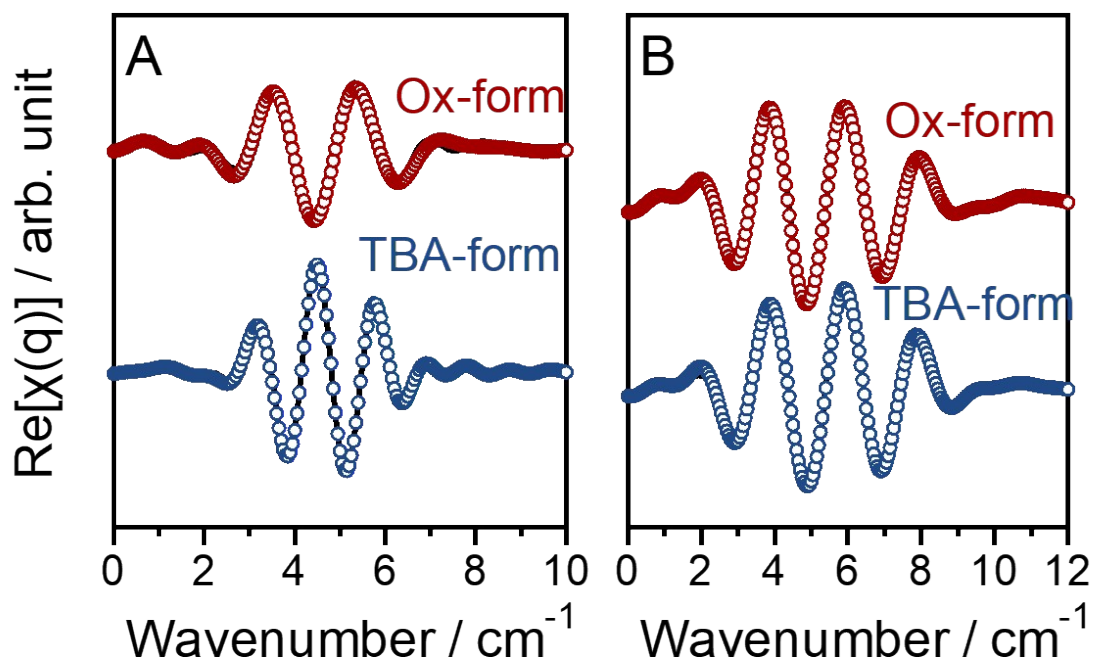 Re[χ(q)] / arb. unit
A
Ox-form
TBA-form
0 2 4 6 8 10
Wavenumber / cm⁻¹
B
Ox-form
TBA-form
0 2 4 6 8 10 12
Wavenumber / cm⁻¹